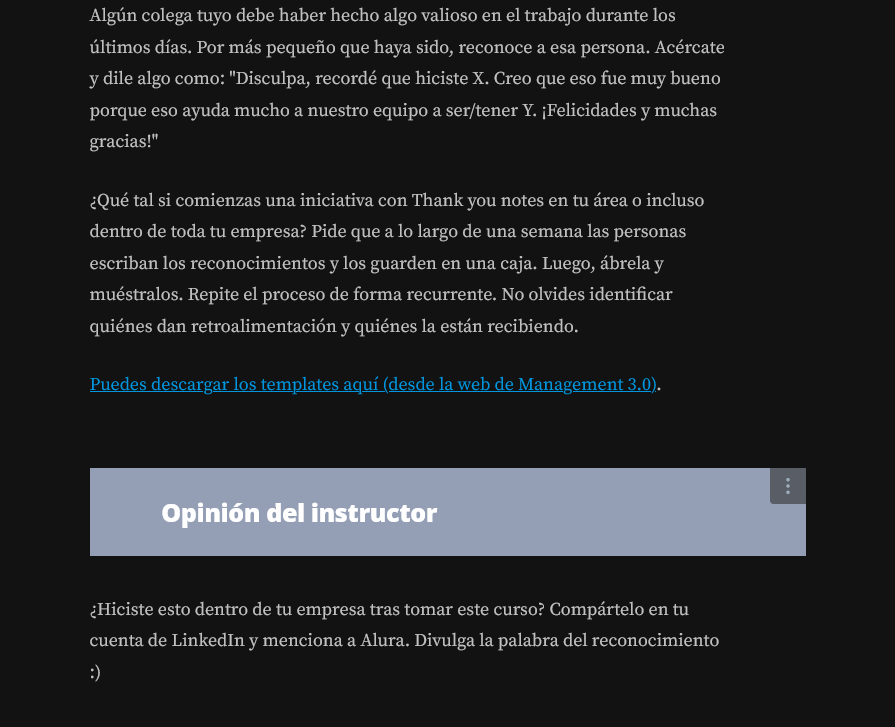 Algún colega tuyo debe haber hecho algo valioso en el trabajo durante los
últimos días. Por más pequeño que haya sido, reconoce a esa persona. Acércate
y dile algo como: "Disculpa, recordé que hiciste X. Creo que eso fue muy bueno
porque eso ayuda mucho a nuestro equipo a ser/tener Y. ¡Felicidades y muchas
gracias!"
¿Qué tal si comienzas una iniciativa con Thank you notes en tu área o incluso
dentro de toda tu empresa? Pide que a lo largo de una semana las personas
escriban los reconocimientos y los guarden en una caja. Luego, ábrela y
muéstralos. Repite el proceso de forma recurrente. No olvides identificar
quiénes dan retroalimentación y quiénes la están recibiendo.
Puedes descargar los templates aquí (desde la web de Management 3.0).
Opinión del instructor
¿Hiciste esto dentro de tu empresa tras tomar este curso? Compártelo en tu
cuenta de LinkedIn y menciona a Alura. Divulga la palabra del reconocimiento
:)